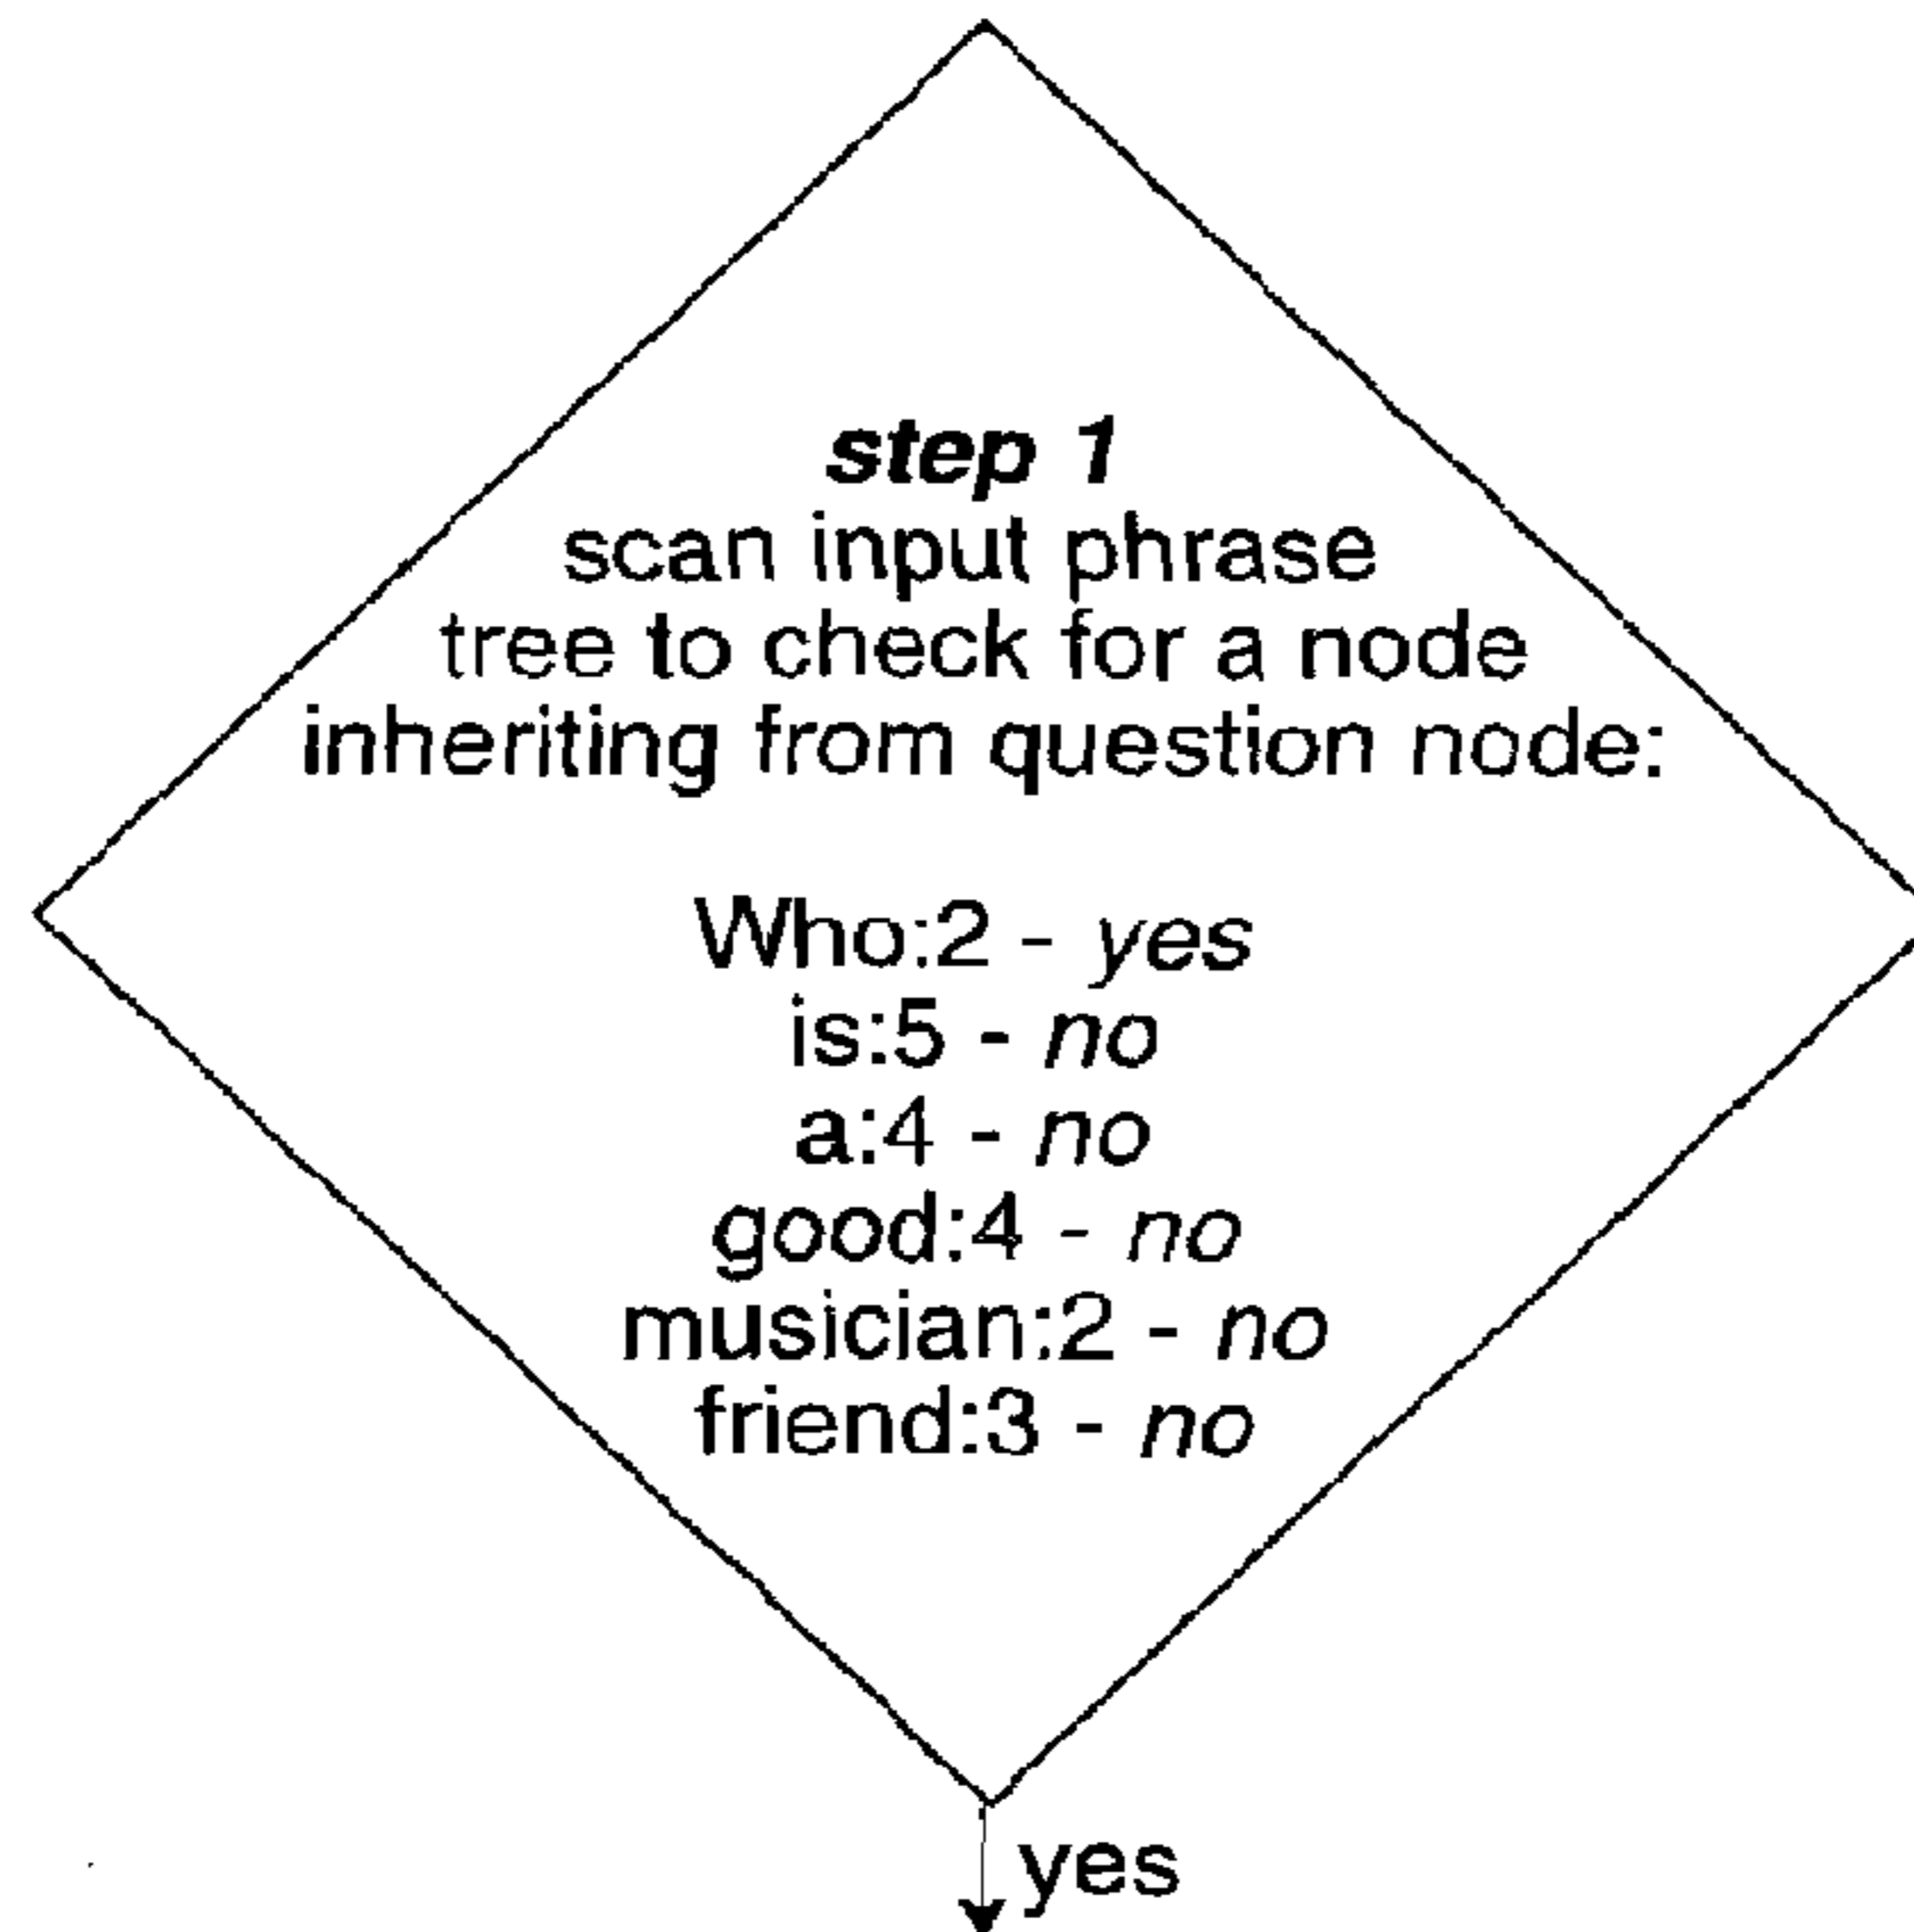 step 1
scan input phrase
tree to check for a node
inheriting from question node:
Who:2 - yes
is:5 - no
a:4 - no
good:4 - no
musician:2 - no
friend:3 - no
yes